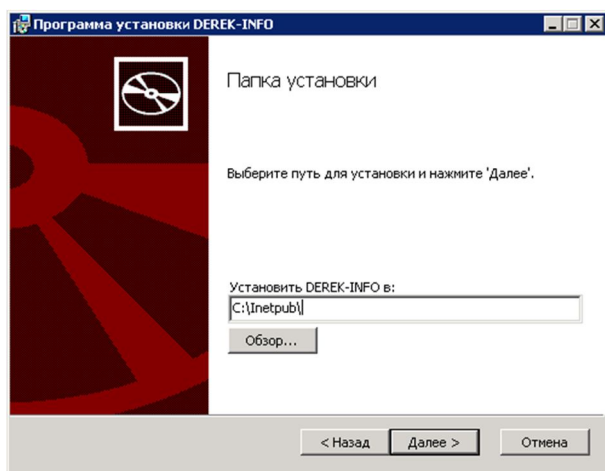 Программа установки DEREK-INFO
Папка установки
Выберите путь для установки и нажмите 'Далее'.
Установить DEREK-INFO в:
C:\Inetpub\
Обзор...
< Назад
Далее >
Отмена